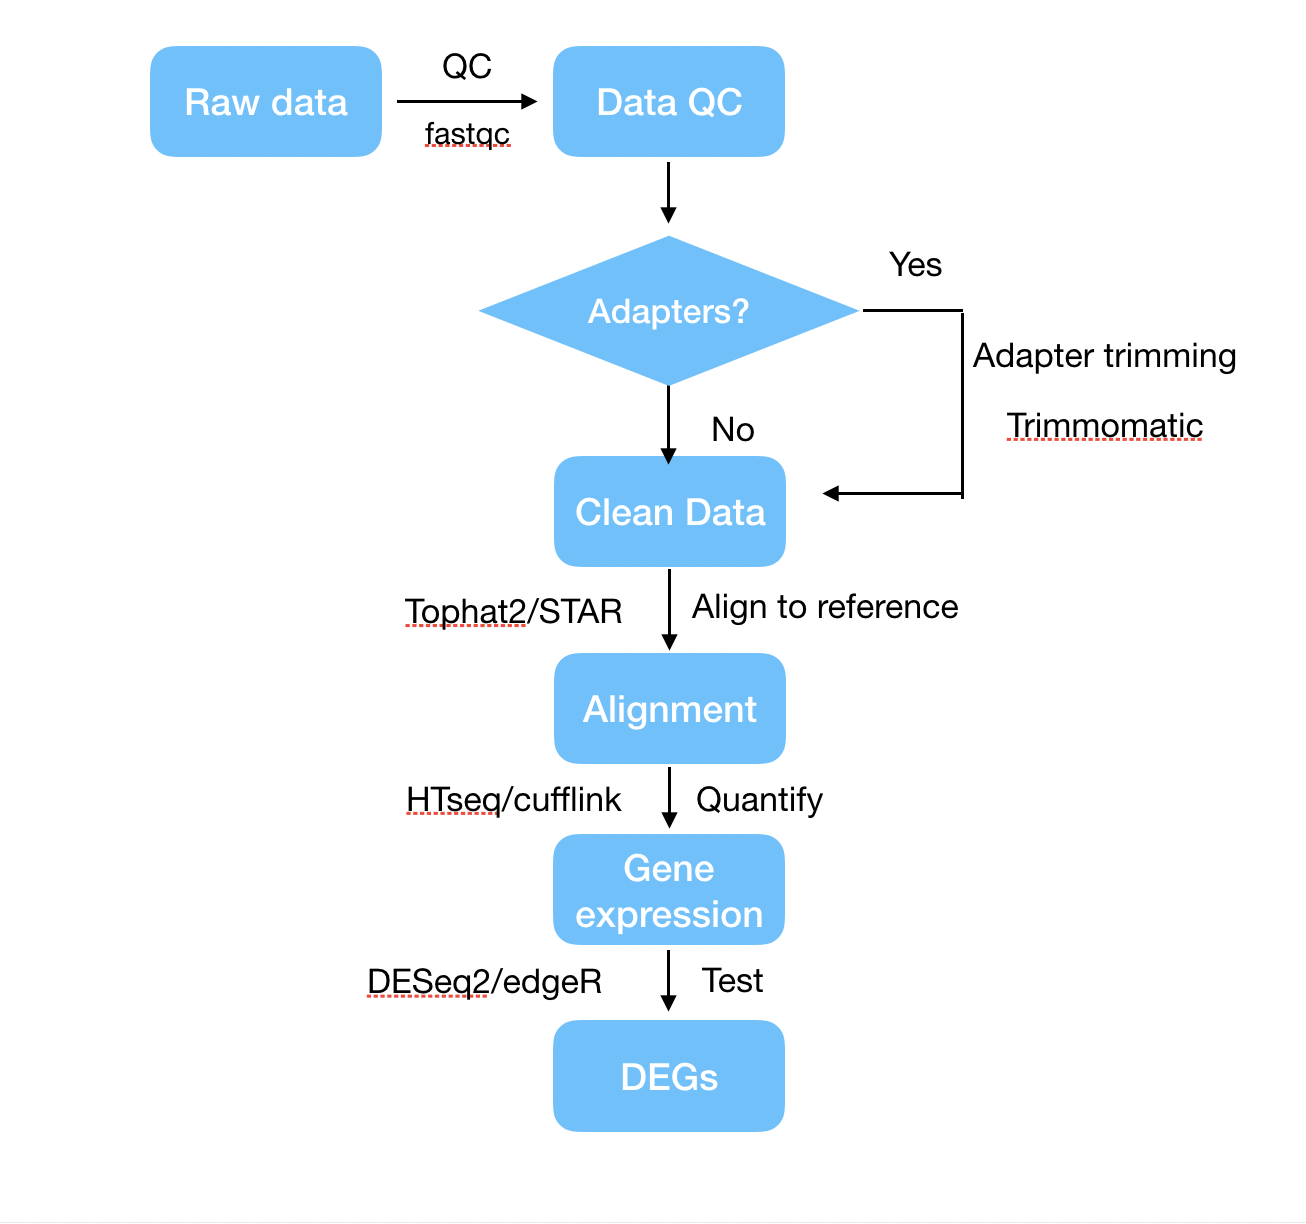 Raw data
QC
fastqc
Data QC
Adapters?
Yes
Adapter trimming
Trimmomatic
No
Clean Data
Tophat2/STAR
Align to reference
Alignment
HTseq/cufflink
Quantify
Gene
expression
DESeq2/edgeR
Test
DEGs